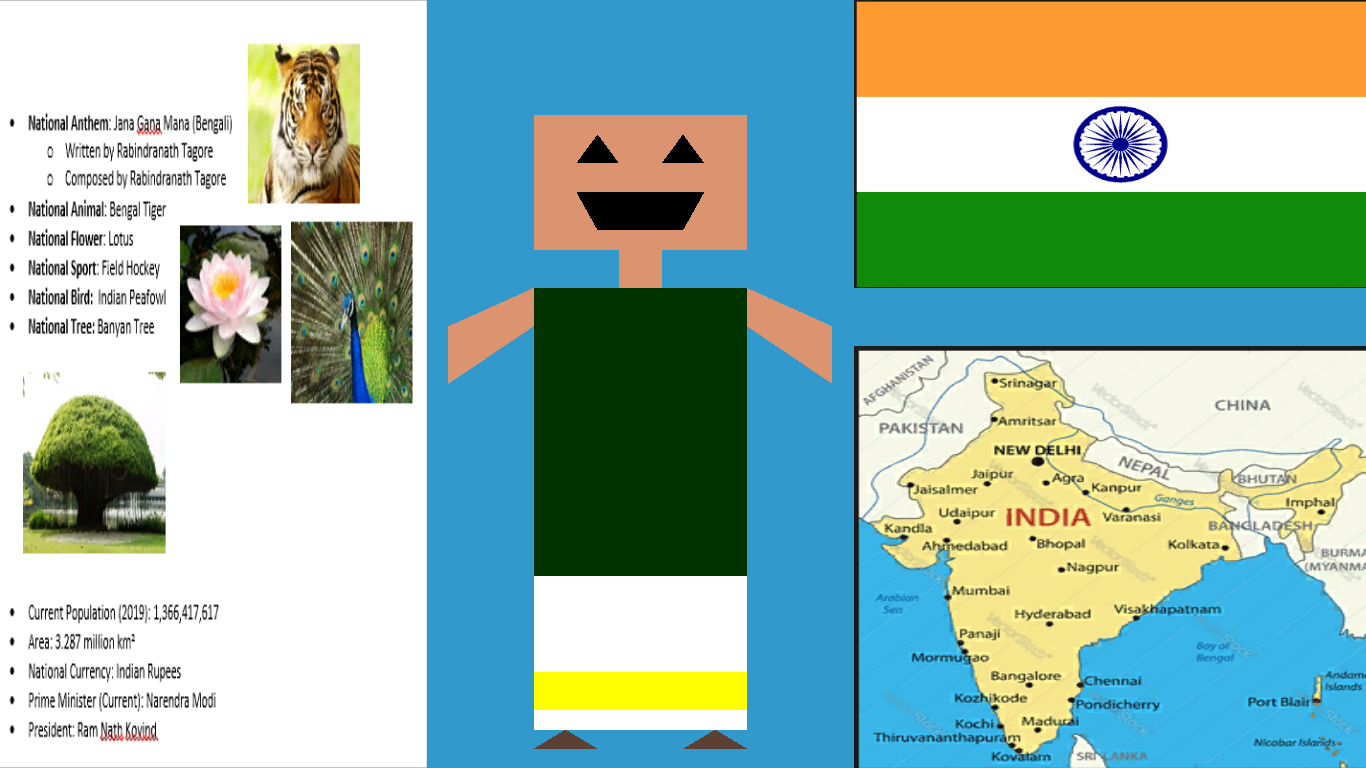 • National Anthem: Jana Gana Mana (Bengali)
o Written by Rabindranath Tagore
o Composed by Rabindranath Tagore
• National Animal: Bengal Tiger
• National Flower: Lotus
• National Sport: Field Hockey
• National Bird: Indian Peafowl
• National Tree: Banyan Tree
• Current Population (2019): 1,366,417,617
• Area: 3.287 million km²
• National Currency: Indian Rupees
• Prime Minister (Current): Narendra Modi
• President: Ram Nath Kovind
AFGHANISTAN
Srinagar
CHINA
PAKISTAN
Amritsar
NEW DELHI
NEPAL
Jaipur
Agra
BHUTAN
Jaisalmer
Kanpur
Ganges
Imphal
Udaipur
INDIA
Varanasi
Kandla
BANGLADESH
Ahmedabad
Bhopal
Kolkata
BURMA
(MYANMA
Nagpur
Mumbai
Arabian
Sea
Hyderabad
Visakhapatnam
Panaji
Mormugao
Bay of
Bengal
Bangalore
Chennai
Andama
Islands
Kozhikode
Pondicherry
Port Blair
Kochi
Madurai
Thiruvananthapuram
Nicobar Islands
Kovalam
SRI LANKA
VectorStock